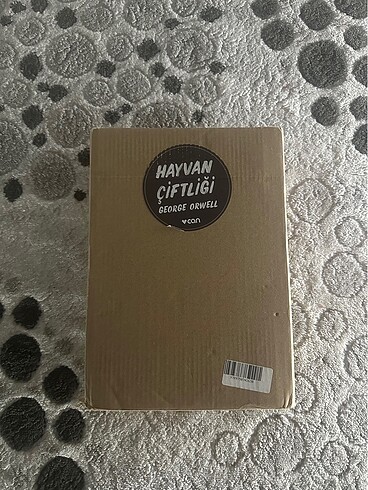 HAYVAN
ÇİFTLİĞİ
GEORGE ORWELL
can